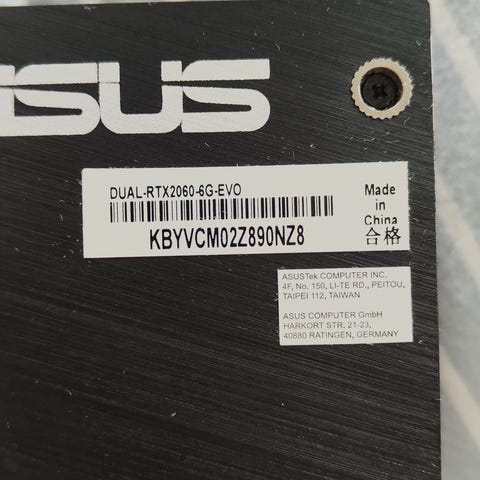 ASUS
DUAL-RTX2060-6G-EVO
KBYVCM02Z890NZ8
Made
in
China
合格
ASUSTek COMPUTER INC.
4F, No. 150, LI-TE RD., PEITOU,
TAIPEI 112, TAIWAN
ASUS COMPUTER GmbH
HARKORT STR. 21-23,
40880 RATINGEN, GERMANY